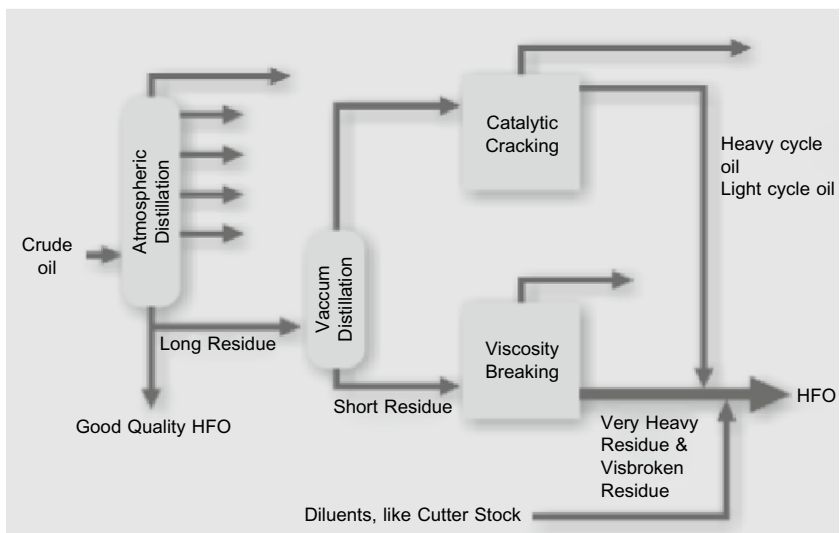 Crude
oil
Atmospheric
Distillation
Long Residue
Good Quality HFO
Vaccum
Distillation
Short Residue
Catalytic
Cracking
Heavy cycle
oil
Light cycle oil
Viscosity
Breaking
HFO
Very Heavy
Residue &
Visbroken
Residue
Diluents, like Cutter Stock